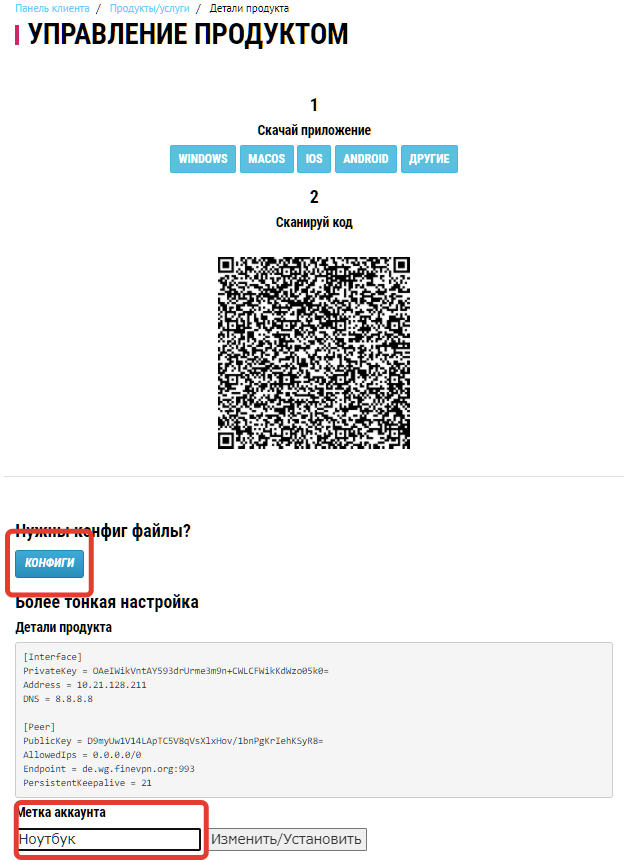 Панель клиента / Продукты/услуги / Детали продукта
УПРАВЛЕНИЕ ПРОДУКТОМ
1
Скачай приложение
WINDOWS MACOS IOS ANDROID ДРУГИЕ
2
Сканируй код
Нужны конфиг файлы?
КОНФИГИ
Более тонкая настройка
Детали продукта
[Interface]
PrivateKey = OAeIWikVntAY593drUrme3m9n+CWLCFWikKdWzo05k0=
Address = 10.21.128.211
DNS = 8.8.8.8
[Peer]
PublicKey = D9myUw1V14LApTC5V8qVsXlxHov/1bnPgKrIehKSyR8=
AllowedIps = 0.0.0.0/0
Endpoint = de.wg.finevpn.org:993
PersistentKeepalive = 21
Метка аккаунта
Ноутбук Изменить/Установить